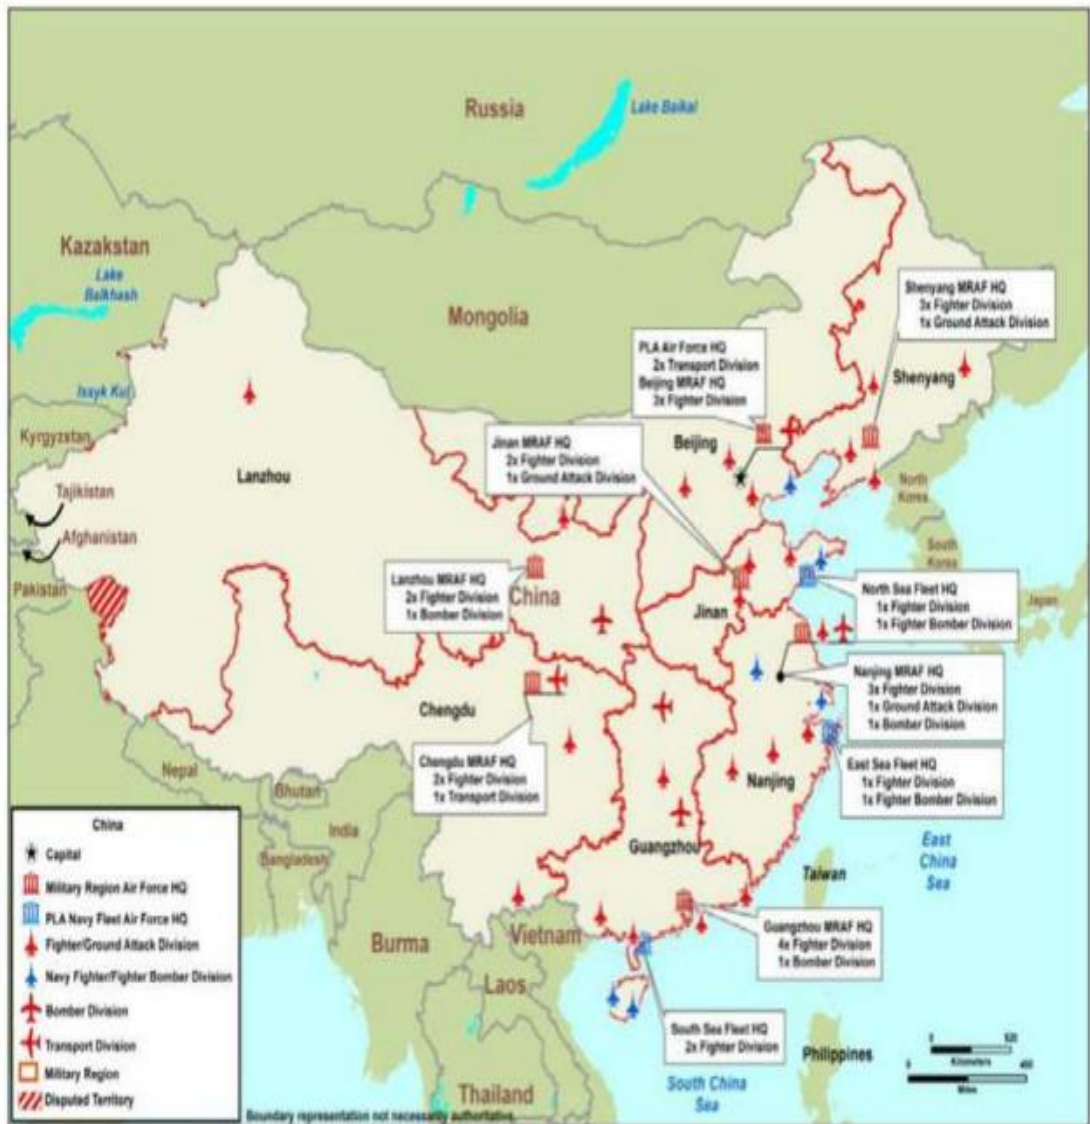 Russia
Lake Baikal
Kazakstan
Lake
Balkhash
Mongolia
Issyk Kul
Kyrgyzstan
Tajikistan
Afghanistan
Pakistan
Shenyang MRAF HQ
3x Fighter Division
1x Ground Attack Division
PLA Air Force HQ
2x Transport Division
Beijing MRAF HQ
3x Fighter Division
Shenyang
Beijing
Jinan MRAF HQ
2x Fighter Division
1x Ground Attack Division
Lanzhou
North
Korea
South
Korea
Japan
Lanzhou MRAF HQ
2x Fighter Division
1x Bomber Division
China
Jinan
North Sea Fleet HQ
1x Fighter Division
1x Fighter Bomber Division
Nanjing MRAF HQ
3x Fighter Division
1x Ground Attack Division
1x Bomber Division
Chengdu
Chengdu MRAF HQ
Fighter Division
1x Transport Division
Nanjing
East Sea Fleet HQ
1x Fighter Division
1x Fighter Bomber Division
Nepal
Bhutan
India
Bangladesh
Guangzhou
East
China
Sea
Taiwan
Burma
Vietnam
Laos
Thailand
Guangzhou MRAF HQ
4x Fighter Division
1x Bomber Division
South Sea Fleet HQ
2x Fighter Division
Philippines
South China
Sea
China
Capital
Military Region Air Force HQ
PLA Navy Fleet Air Force HQ
Fighter/Ground Attack Division
Navy Fighter/Fighter Bomber Division
Bomber Division
Transport Division
Military Region
Disputed Territory
Boundary representation not necessarily authoritative.
0
Kilometers
0
Miles